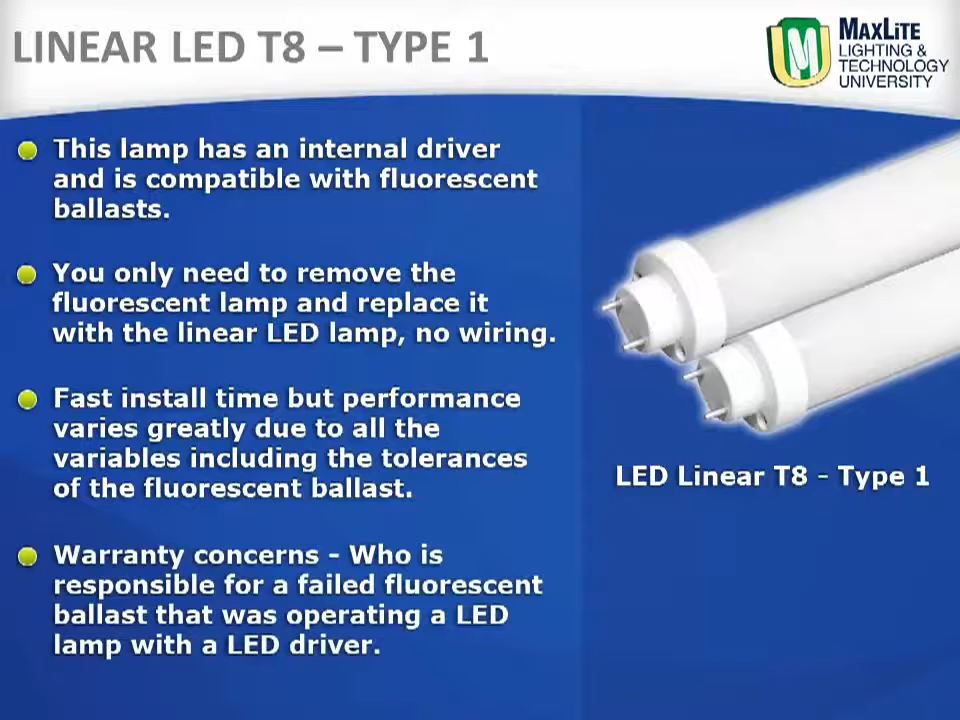 LINEAR LED T8 – TYPE 1
MAXLITE
LIGHTING &
TECHNOLOGY
UNIVERSITY
This lamp has an internal driver
and is compatible with fluorescent
ballasts.
You only need to remove the
fluorescent lamp and replace it
with the linear LED lamp, no wiring.
Fast install time but performance
varies greatly due to all the
variables including the tolerances
of the fluorescent ballast.
Warranty concerns - Who is
responsible for a failed fluorescent
ballast that was operating a LED
lamp with a LED driver.
LED Linear T8 - Type 1